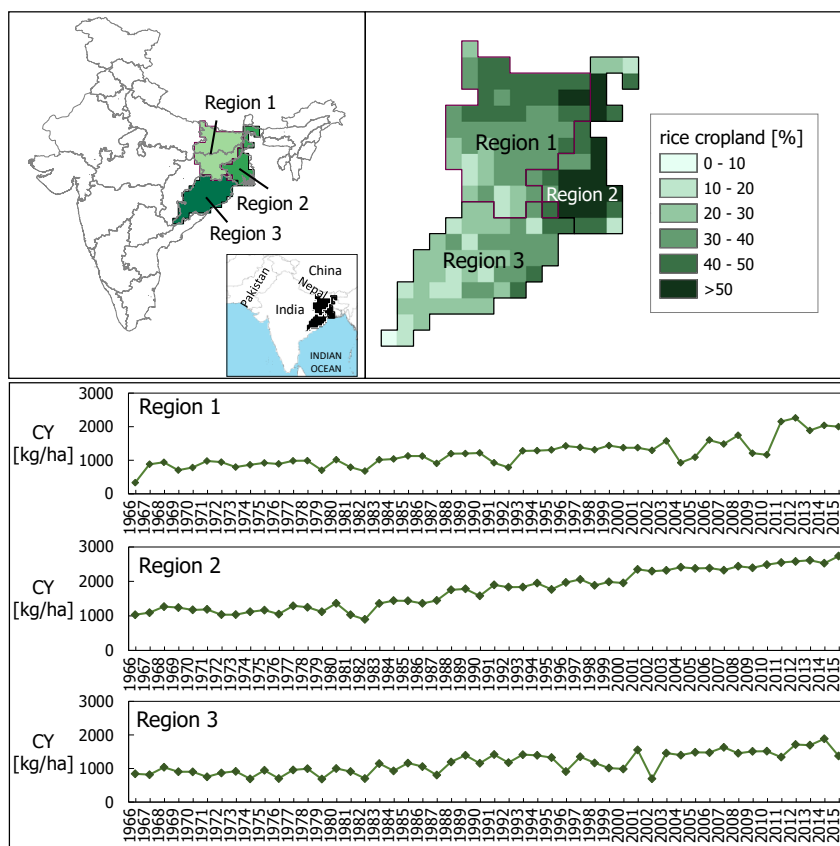 Region 1
Region 2
Region 3
China
Nepal
Pakistan
India
INDIAN
OCEAN
Region 1
Region 2
Region 3
rice cropland [%]
0 - 10
10 - 20
20 - 30
30 - 40
40 - 50
>50
Region 1
CY
[kg/ha]
3000
2000
1000
0
1966 1967 1968 1969 1970 1971 1972 1973 1974 1975 1976 1977 1978 1979 1980 1981 1982 1983 1984 1985 1986 1987 1988 1989 1990 1991 1992 1993 1994 1995 1996 1997 1998 1999 2000 2001 2002 2003 2004 2005 2006 2007 2008 2009 2010 2011 2012 2013 2014 2015
Region 2
CY
[kg/ha]
3000
2000
1000
0
1966 1967 1968 1969 1970 1971 1972 1973 1974 1975 1976 1977 1978 1979 1980 1981 1982 1983 1984 1985 1986 1987 1988 1989 1990 1991 1992 1993 1994 1995 1996 1997 1998 1999 2000 2001 2002 2003 2004 2005 2006 2007 2008 2009 2010 2011 2012 2013 2014 2015
Region 3
CY
[kg/ha]
3000
2000
1000
0
1966 1967 1968 1969 1970 1971 1972 1973 1974 1975 1976 1977 1978 1979 1980 1981 1982 1983 1984 1985 1986 1987 1988 1989 1990 1991 1992 1993 1994 1995 1996 1997 1998 1999 2000 2001 2002 2003 2004 2005 2006 2007 2008 2009 2010 2011 2012 2013 2014 2015